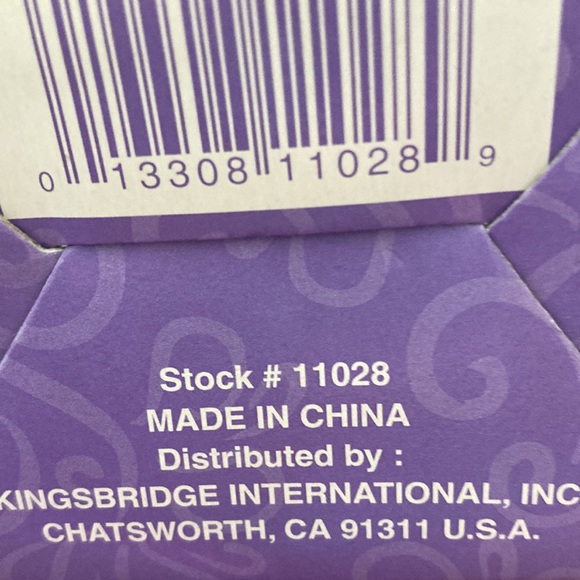 0 13308 11028 9
Stock # 11028
MADE IN CHINA
Distributed by :
KINGSBRIDGE INTERNATIONAL, INC
CHATSWORTH, CA 91311 U.S.A.